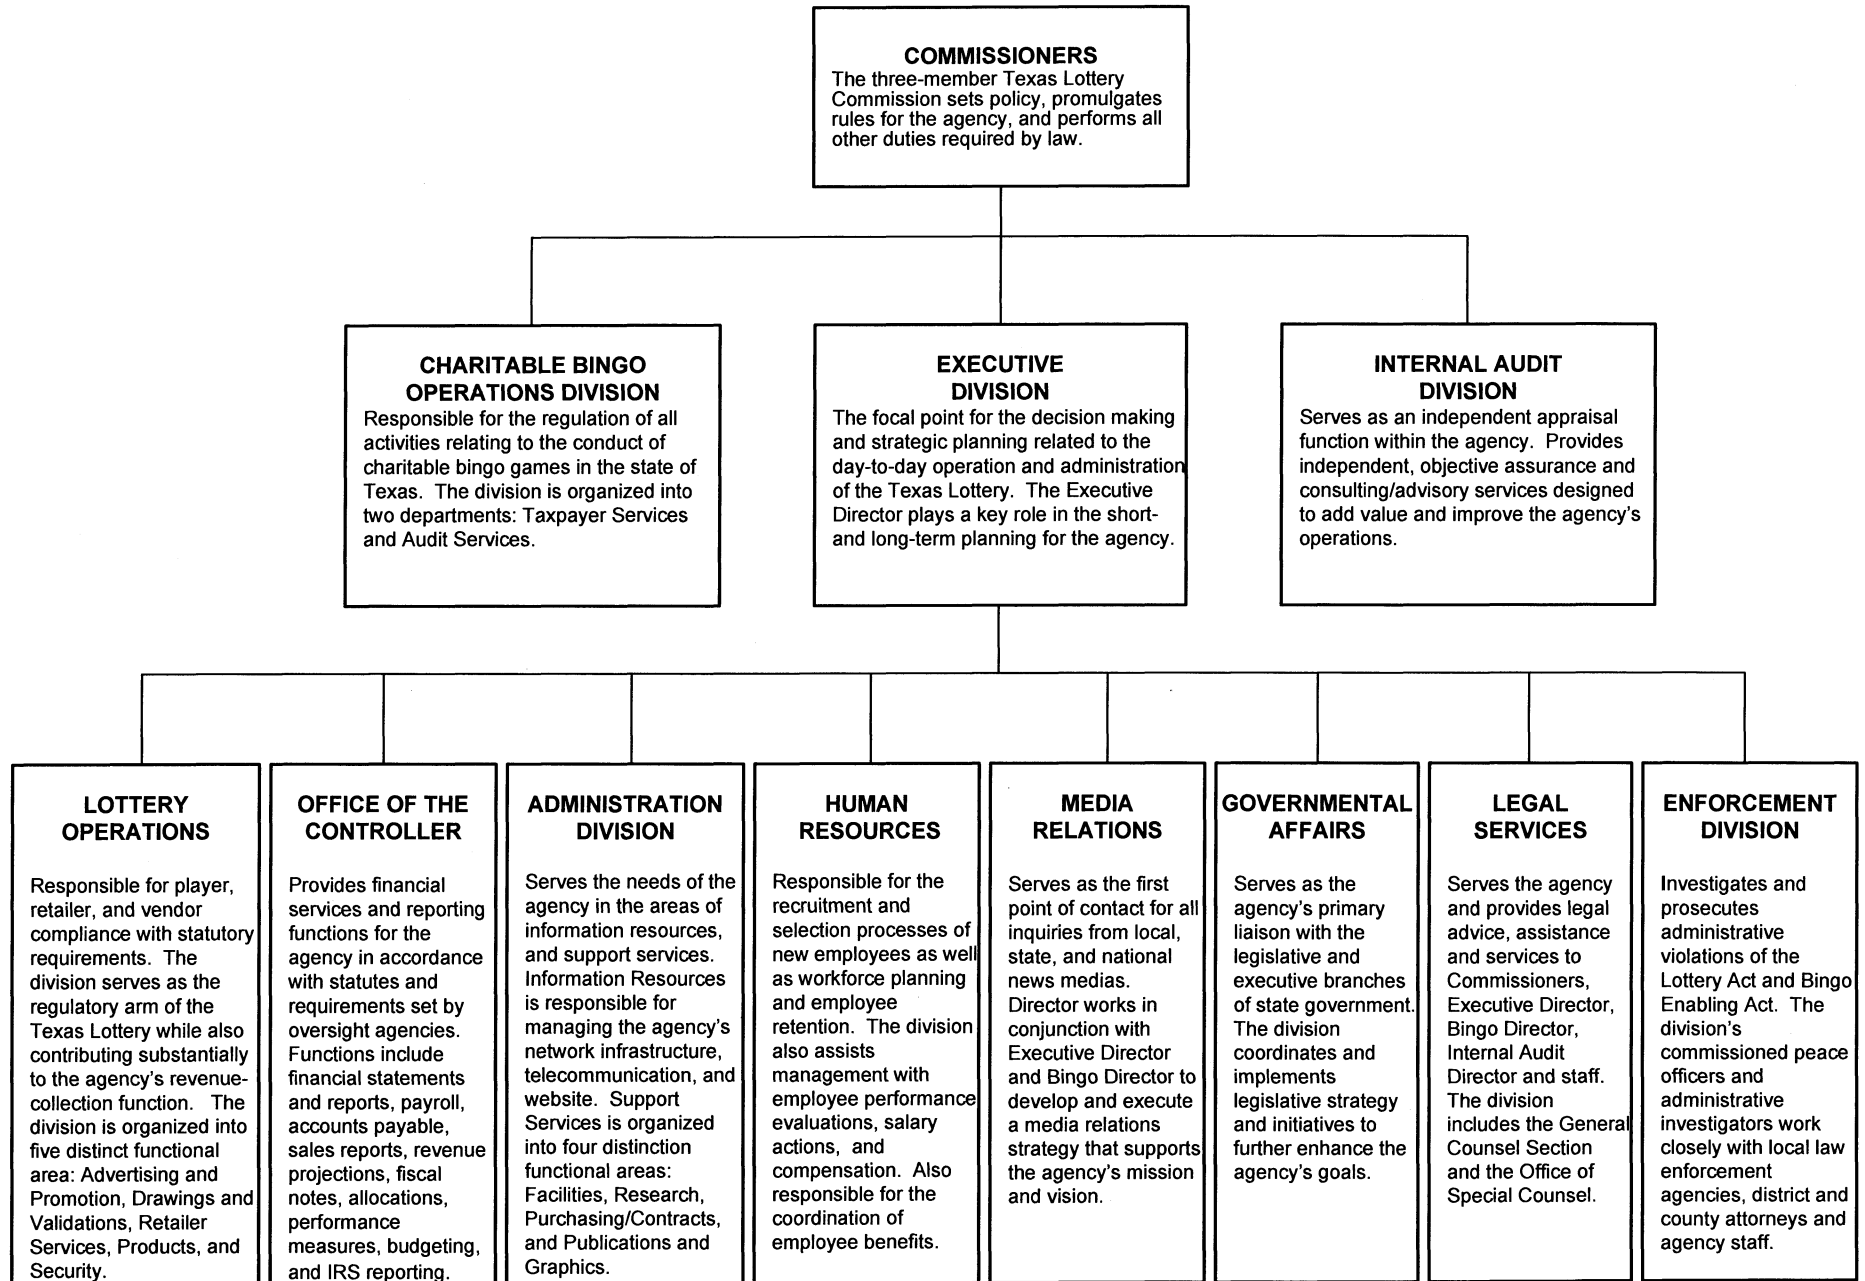 COMMISSIONERS
The three-member Texas Lottery
Commission sets policy, promulgates
rules for the agency, and performs all
other duties required by law.
CHARITABLE BINGO
OPERATIONS DIVISION
Responsible for the regulation of all
activities relating to the conduct of
charitable bingo games in the state of
Texas. The division is organized into
two departments: Taxpayer Services
and Audit Services.
EXECUTIVE
DIVISION
The focal point for the decision making
and strategic planning related to the
day-to-day operation and administration
of the Texas Lottery. The Executive
Director plays a key role in the short-
and long-term planning for the agency.
INTERNAL AUDIT
DIVISION
Serves as an independent appraisal
function within the agency. Provides
independent, objective assurance and
consulting/advisory services designed
to add value and improve the agency's
operations.
LOTTERY
OPERATIONS
Responsible for player,
retailer, and vendor
compliance with statutory
requirements. The
division serves as the
regulatory arm of the
Texas Lottery while also
contributing substantially
to the agency's revenue-
collection function. The
division is organized into
five distinct functional
area: Advertising and
Promotion, Drawings and
Validations, Retailer
Services, Products, and
Security.
OFFICE OF THE
CONTROLLER
Provides financial
services and reporting
functions for the
agency in accordance
with statutes and
requirements set by
oversight agencies.
Functions include
financial statements
and reports, payroll,
accounts payable,
sales reports, revenue
projections, fiscal
notes, allocations,
performance
measures, budgeting,
and IRS reporting.
ADMINISTRATION
DIVISION
Serves the needs of the
agency in the areas of
information resources,
and support services.
Information Resources
is responsible for
managing the agency's
network infrastructure,
telecommunication, and
website. Support
Services is organized
into four distinction
functional areas:
Facilities, Research,
Purchasing/Contracts,
and Publications and
Graphics.
HUMAN
RESOURCES
Responsible for the
recruitment and
selection processes of
new employees as well
as workforce planning
and employee
retention. The division
also assists
management with
employee performance
evaluations, salary
actions, and
compensation. Also
responsible for the
coordination of
employee benefits.
MEDIA
RELATIONS
Serves as the first
point of contact for all
inquiries from local,
state, and national
news medias.
Director works in
conjunction with
Executive Director
and Bingo Director to
develop and execute
a media relations
strategy that supports
the agency's mission
and vision.
GOVERNMENTAL
AFFAIRS
Serves as the
agency's primary
liaison with the
legislative and
executive branches
of state government.
The division
coordinates and
implements
legislative strategy
and initiatives to
further enhance the
agency's goals.
LEGAL
SERVICES
Serves the agency
and provides legal
advice, assistance
and services to
Commissioners,
Executive Director,
Bingo Director,
Internal Audit
Director and staff.
The division
includes the General
Counsel Section
and the Office of
Special Counsel.
ENFORCEMENT
DIVISION
Investigates and
prosecutes
administrative
violations of the
Lottery Act and Bingo
Enabling Act. The
division's
commissioned peace
officers and
administrative
investigators work
closely with local law
enforcement
agencies, district and
county attorneys and
agency staff.